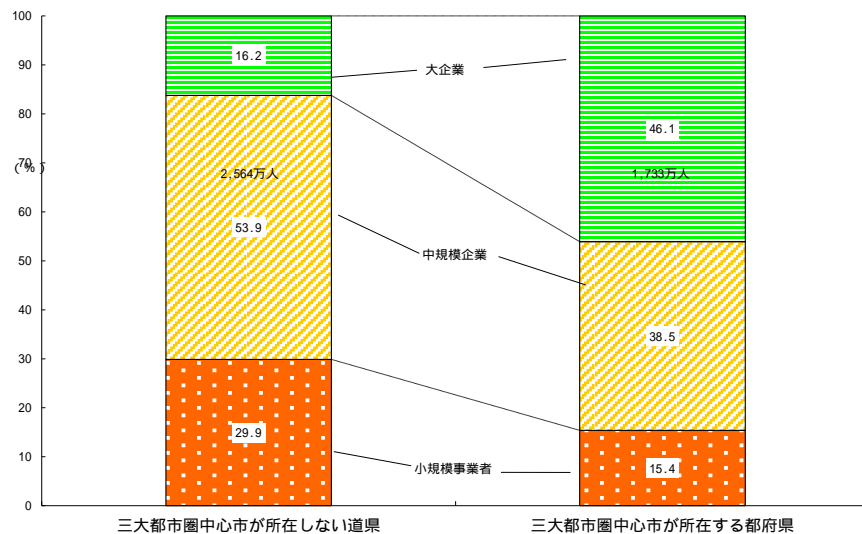 100
90
80
70
60
50
40
30
20
10
0
(%)
16.2
2,564万人
53.9
29.9
大企業
中規模企業
小規模事業者
46.1
1,733万人
38.5
15.4
三大都市圏中心市が所在しない道県
三大都市圏中心市が所在する都府県